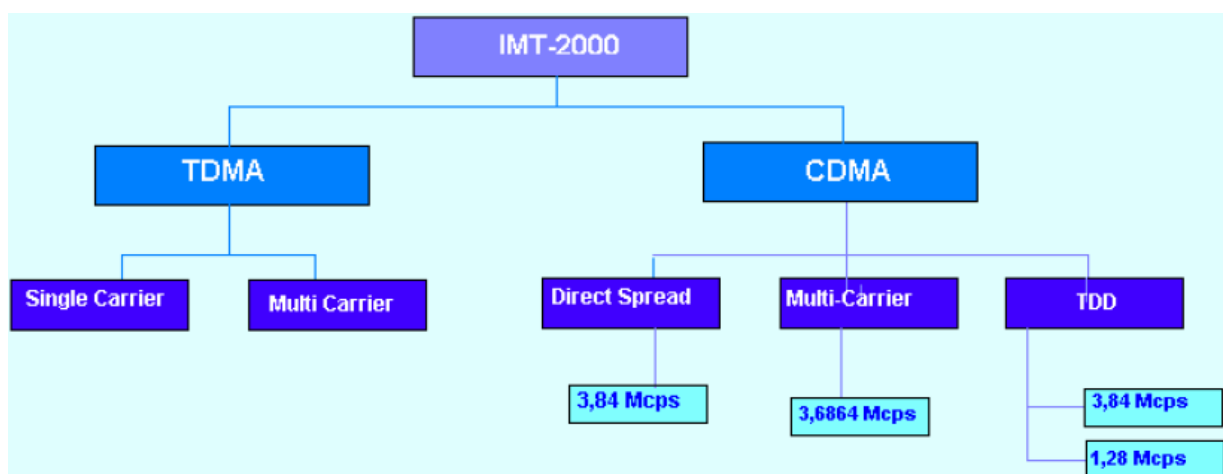 IMT-2000
TDMA
CDMA
Single Carrier
Multi Carrier
Direct Spread
Multi-Carrier
TDD
3,84 Mcps
3,6864 Mcps
3,84 Mcps
1,28 Mcps